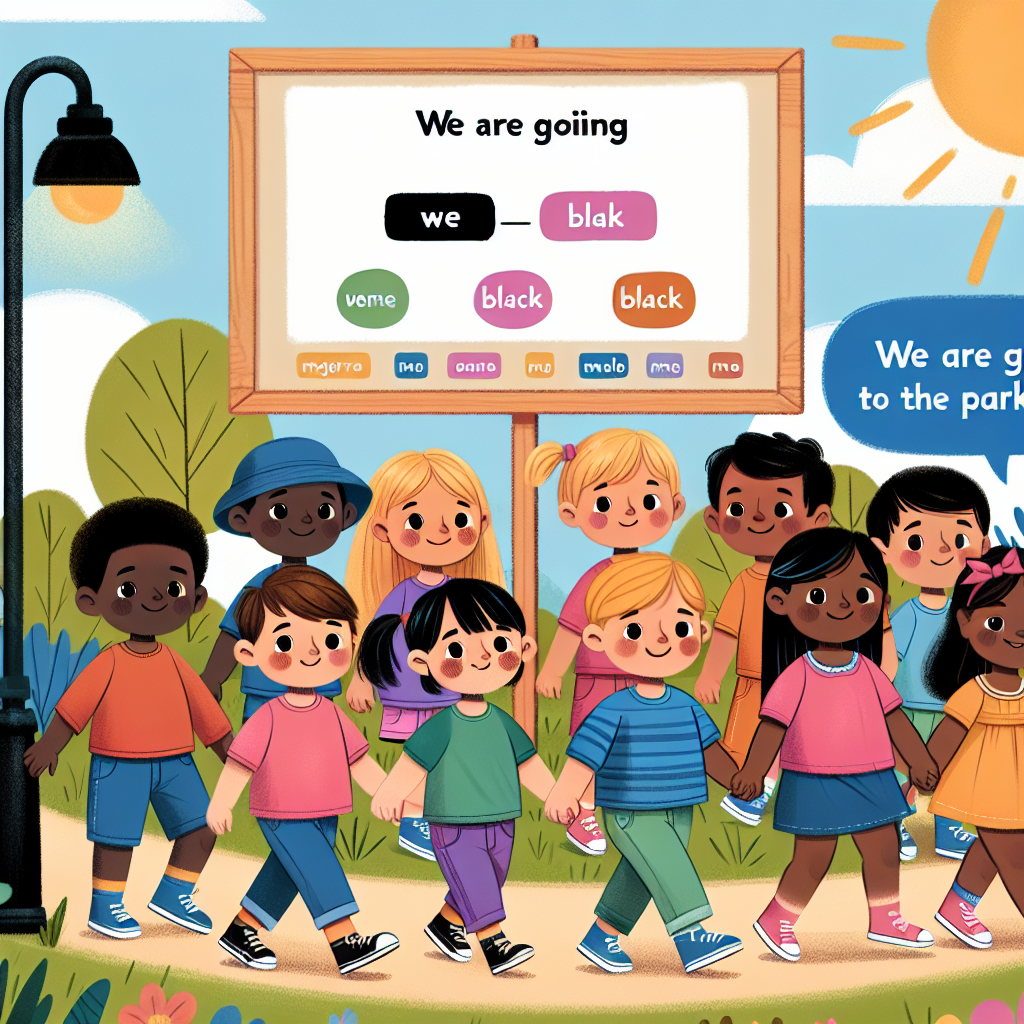 We are goiing
we — blak
vome black black
mo mo
We are g
to the park